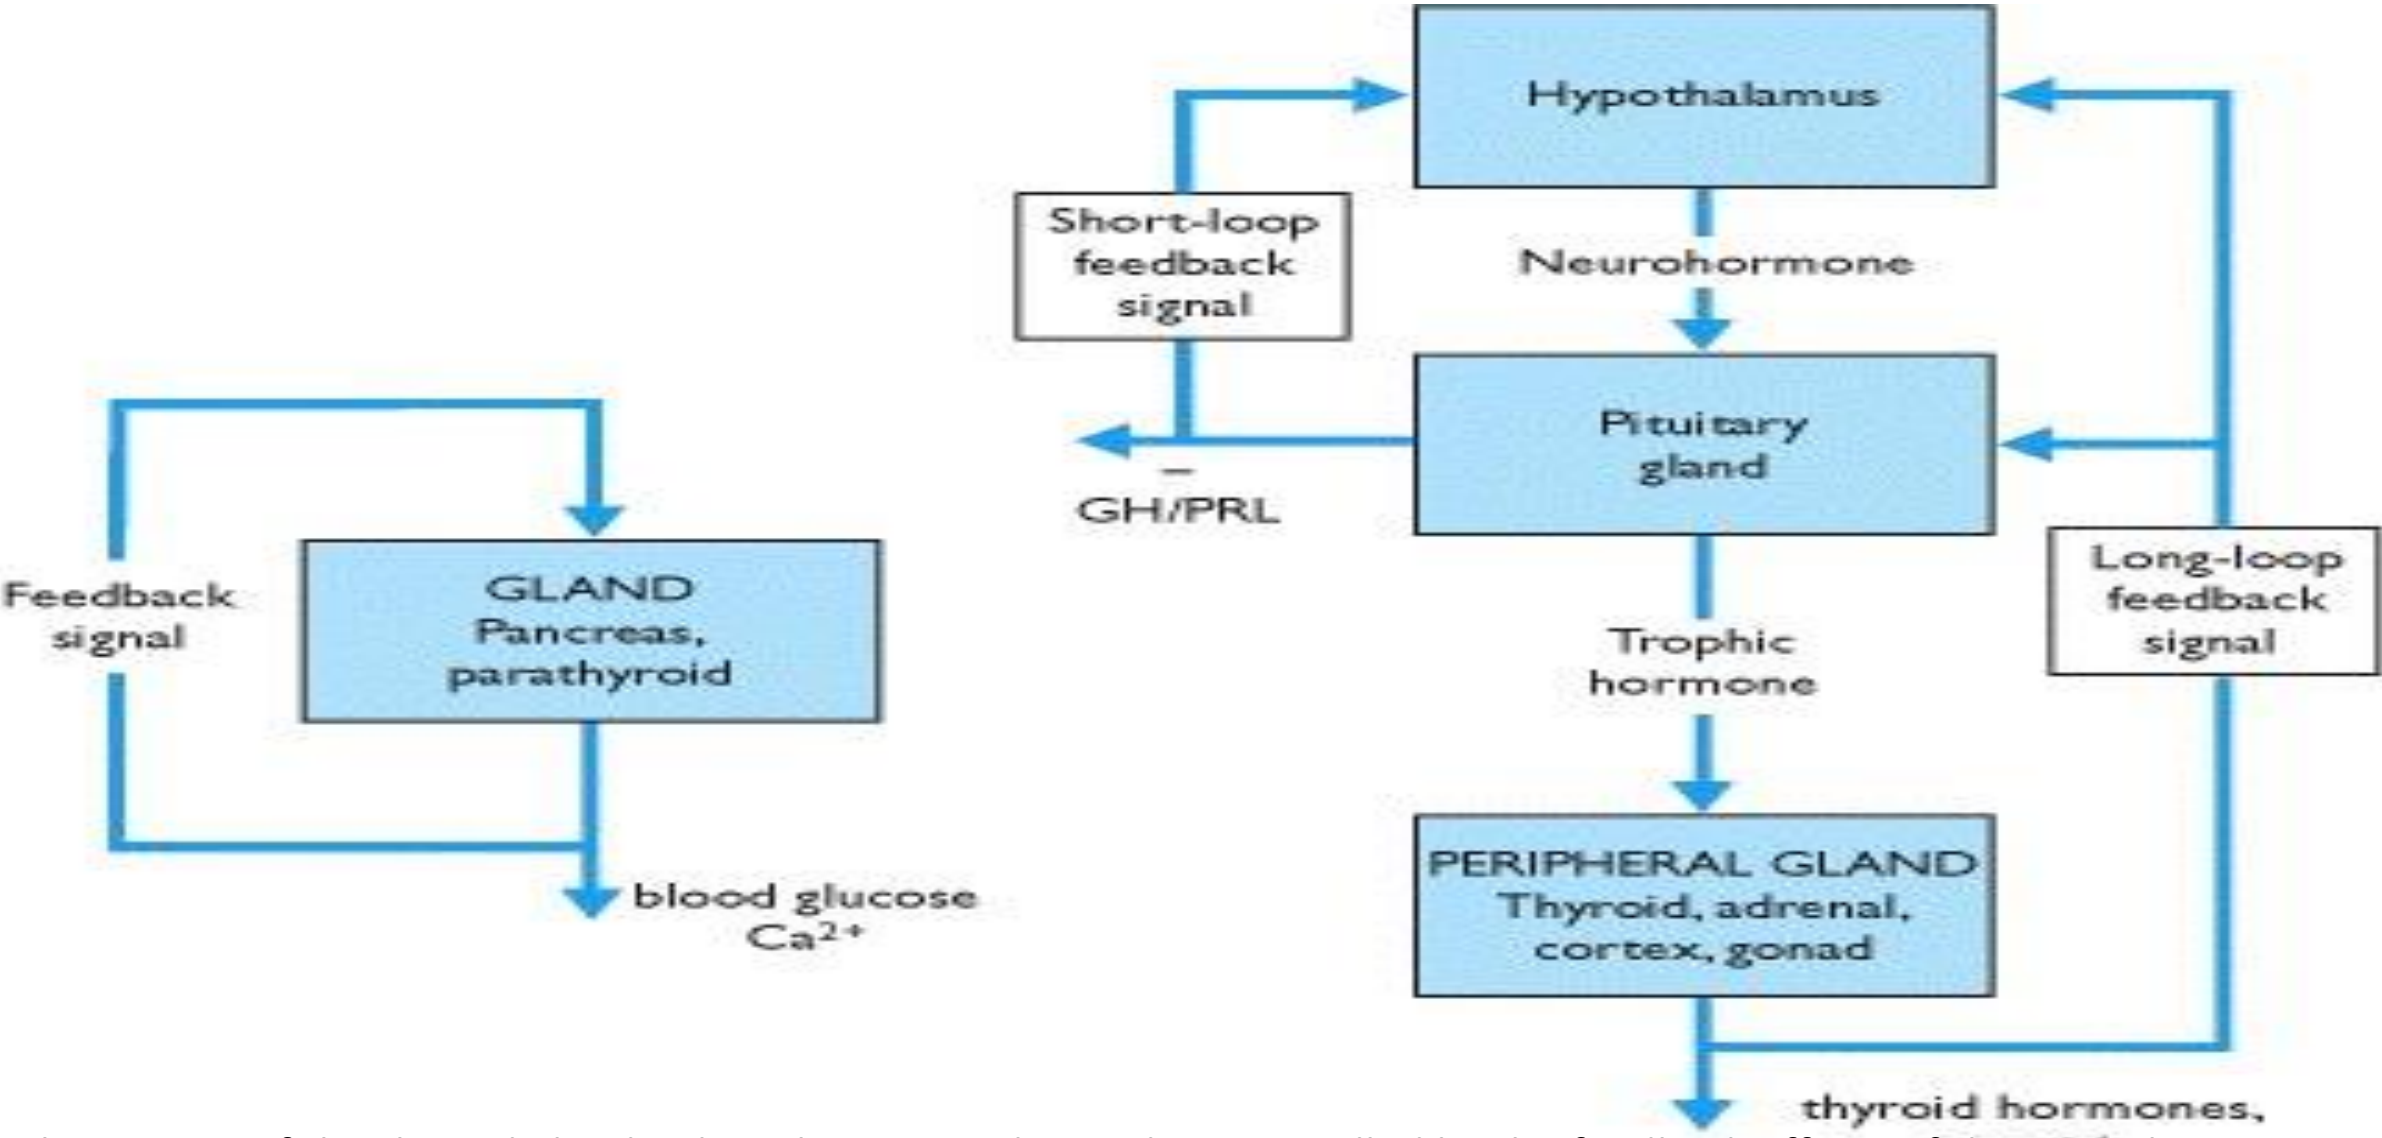 Hypothalamus
Short-loop
feedback
signal
Neurohormone
Pituitary
gland
–
GH/PRL
Feedback
signal
GLAND
Pancreas,
parathyroid
Long-loop
feedback
signal
Trophic
hormone
PERIPHERAL GLAND
Thyroid, adrenal,
cortex, gonad
blood glucose
Ca²⁺
thyroid hormones,